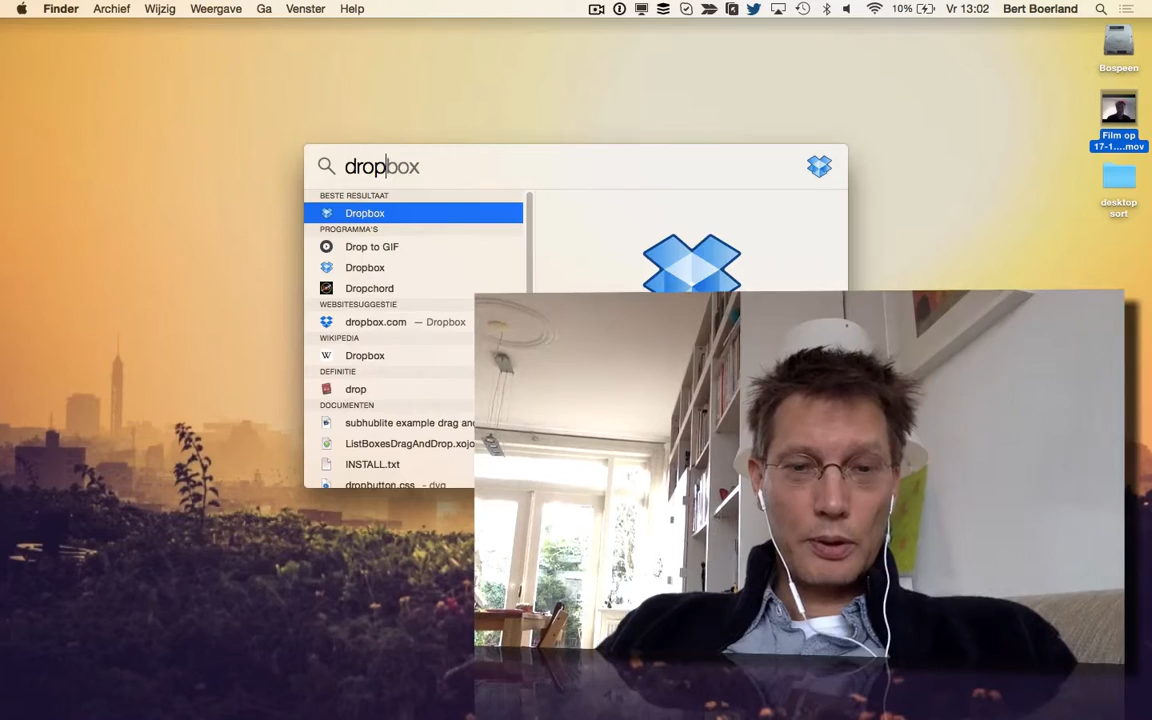 Finder Archief Wijzig Weergave Ga Venster Help 10% Vr 13:02 Bert Boerland
Bospeen
Film op
17-1....mov
desktop
sort
dropbox
BESTE RESULTAAT
Dropbox
PROGRAMMA'S
Drop to GIF
Dropbox
Dropchord
WEBSITESUGGESTIE
dropbox.com — Dropbox
WIKIPEDIA
W Dropbox
DEFINITIE
drop
DOCUMENTEN
subhublite example drag and
ListBoxesDragAndDrop.xojo
INSTALL.txt
dropbutton.css - dvg